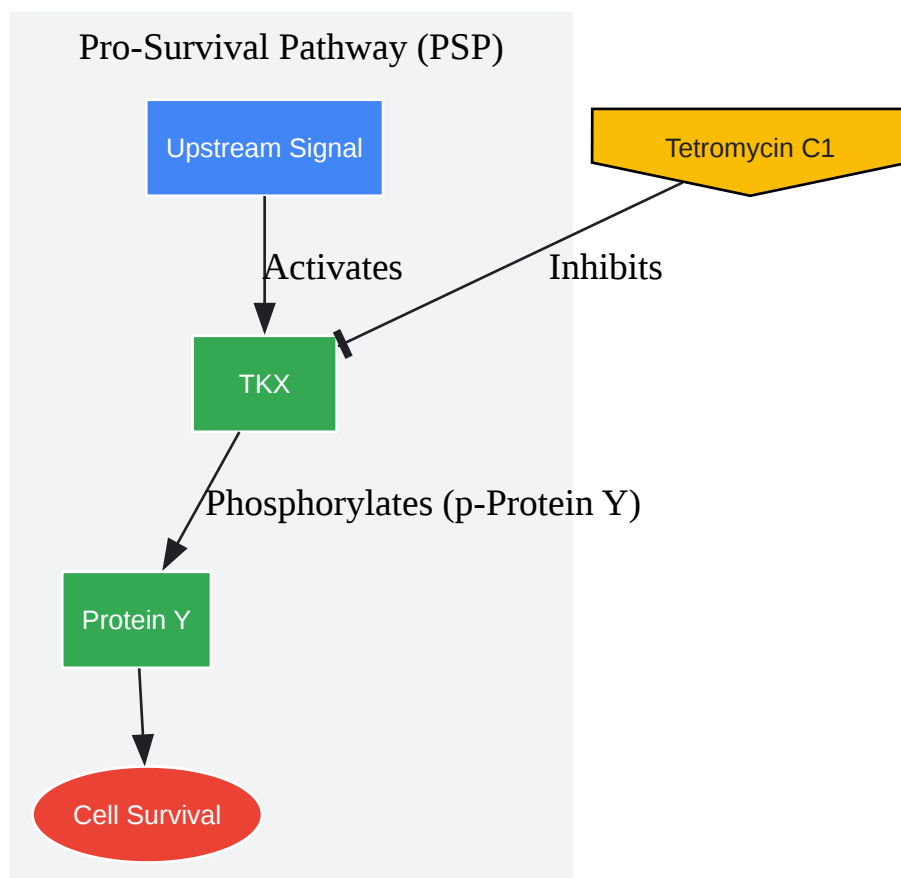 Pro-Survival Pathway (PSP)
Upstream Signal
Tetromycin C1
Activates
Inhibits
TKX
Phosphorylates (p-Protein Y)
Protein Y
Cell Survival